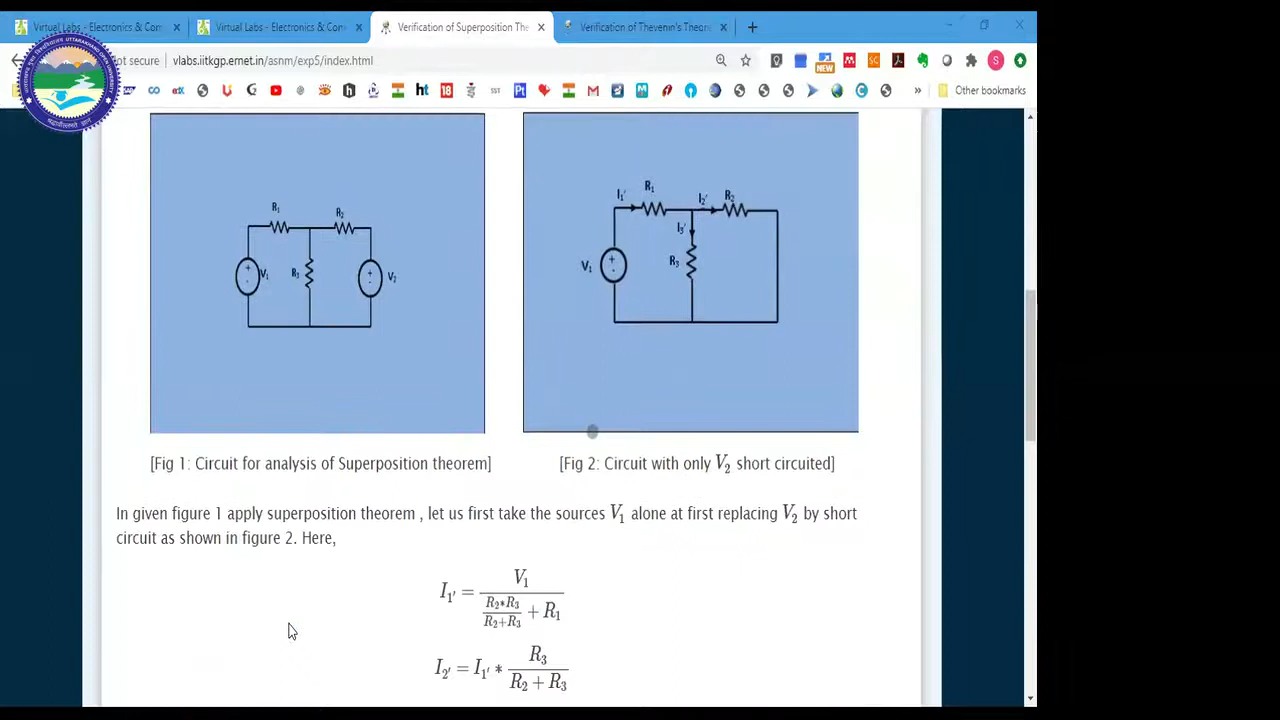 Virtual Labs - Electronics & Com
Virtual Labs - Electronics & Com
Verification of Superposition The
Verification of Thevenin's Theor
Not secure
vlabs.iitkgp.ernet.in/asnm/exp5/index.html
Other bookmarks
R₁
R₂
R₃
V₁
V₂
I₁'
R₁
I₂'
R₂
I₃'
R₃
V₁
[Fig 1: Circuit for analysis of Superposition theorem]
[Fig 2: Circuit with only V₂ short circuited]
In given figure 1 apply superposition theorem , let us first take the sources V₁ alone at first replacing V₂ by short
circuit as shown in figure 2. Here,
I₁' = V₁ / (R₂*R₃ / R₂+R₃ + R₁)
I₂' = I₁' * R₃ / (R₂ + R₃)